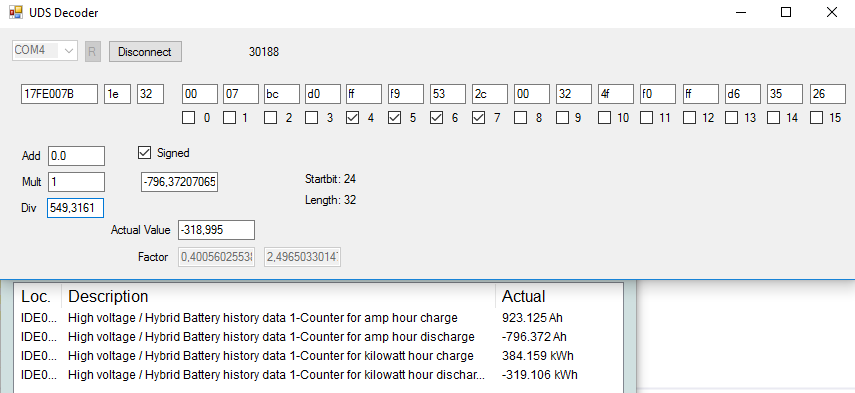 UDS Decoder
COM4 R Disconnect 30188
17FE007B 1e 32 00 07 bc d0 ff f9 53 2c 00 32 4f f0 ff d6 35 26
0 1 2 3 4 5 6 7 8 9 10 11 12 13 14 15
Add 0.0 Signed
Mult 1 -796,37207065 Startbit: 24
Div 549,3161 Length: 32
Actual Value -318,995
Factor 0,4005602553 2,496503301
Loc. Description Actual
IDE0... High voltage / Hybrid Battery history data 1-Counter for amp hour charge 923.125 Ah
IDE0... High voltage / Hybrid Battery history data 1-Counter for amp hour discharge -796.372 Ah
IDE0... High voltage / Hybrid Battery history data 1-Counter for kilowatt hour charge 384.159 kWh
IDE0... High voltage / Hybrid Battery history data 1-Counter for kilowatt hour dischar... -319.106 kWh